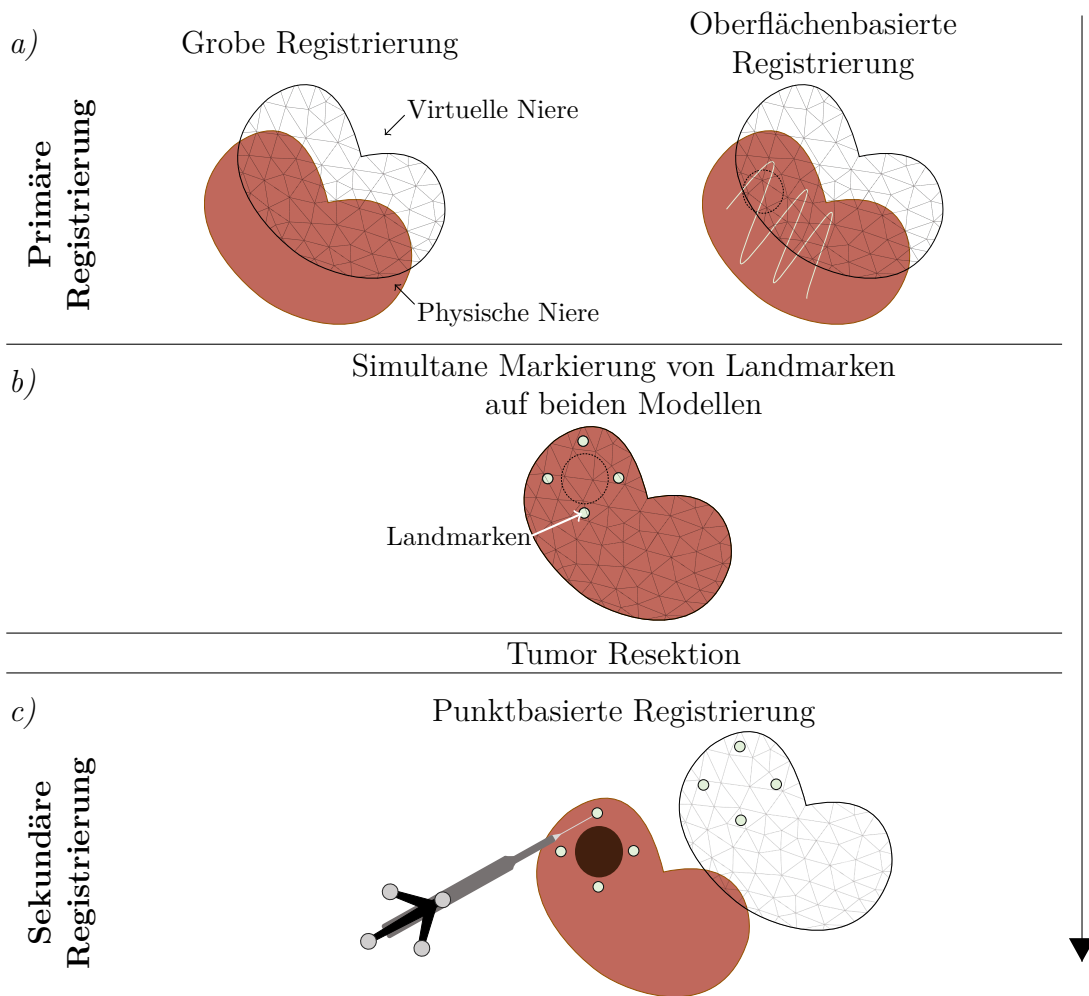 a)
Grobe Registrierung
Oberflächenbasierte
Registrierung
Virtuelle Niere
Physische Niere
Primäre
Registrierung
b)
Simultane Markierung von Landmarken
auf beiden Modellen
Landmarken
Tumor Resektion
c)
Punktbasierte Registrierung
Sekundäre
Registrierung